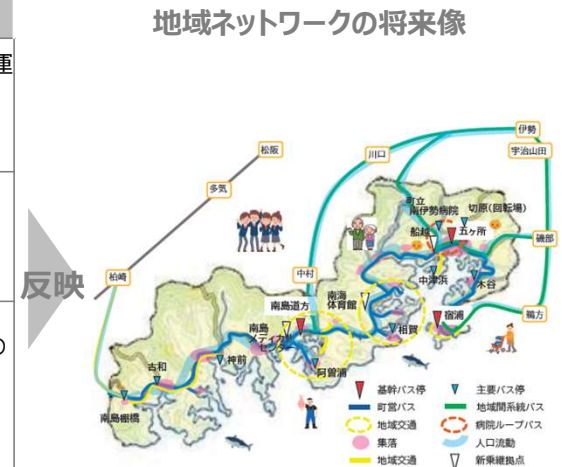 地域ネットワークの将来像
運
反映
の
松阪
多気
柏崎
川口
伊勢
宇治山田
町立
南伊勢病院
切原(回転場)
船越
五ヶ所
磯部
中村
中津浜
木谷
南島道方
南海
体育館
宿浦
鵜方
南島
メディカル
センター
相賀
神前
阿曽浦
古和
南島棚橋
基幹バス停
主要バス停
町営バス
地域間系統バス
地域交通
病院ループバス
集落
人口流動
地域交通
新乗継拠点